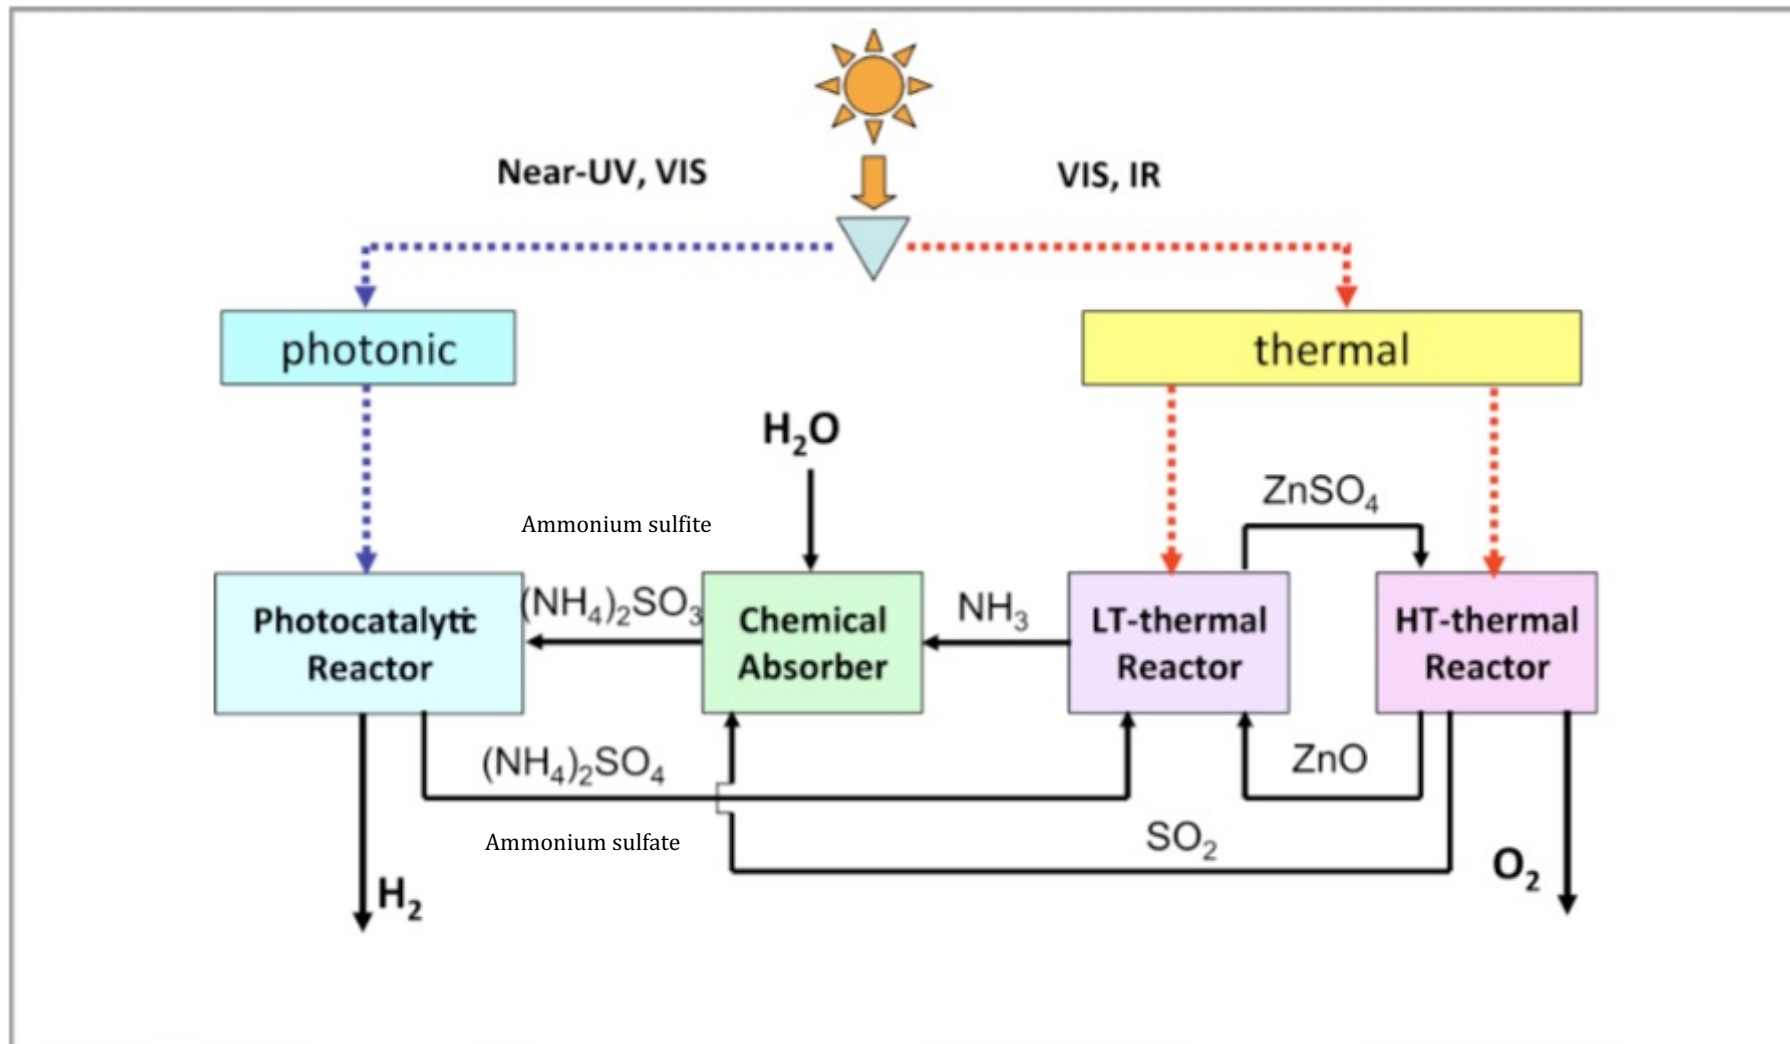 Near-UV, VIS
VIS, IR
photonic
thermal
H₂O
ZnSO₄
Ammonium sulfite
Photocatalytic
Reactor
(NH₄)₂SO₃
Chemical
Absorber
NH₃
LT-thermal
Reactor
HT-thermal
Reactor
(NH₄)₂SO₄
ZnO
Ammonium sulfate
SO₂
O₂
H₂